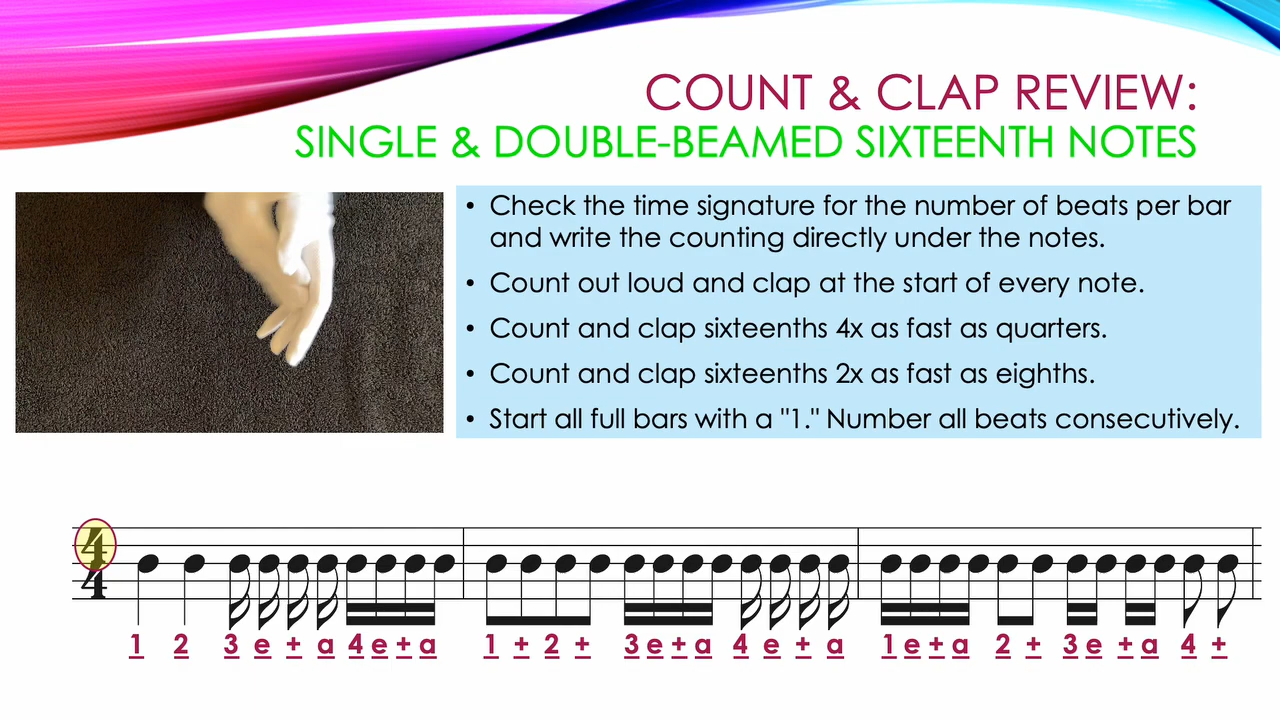 COUNT & CLAP REVIEW:
SINGLE & DOUBLE-BEAMED SIXTEENTH NOTES
• Check the time signature for the number of beats per bar
and write the counting directly under the notes.
• Count out loud and clap at the start of every note.
• Count and clap sixteenths 4x as fast as quarters.
• Count and clap sixteenths 2x as fast as eighths.
• Start all full bars with a "1." Number all beats consecutively.
4
4
1 2 3 e + a 4 e + a 1 + 2 + 3 e + a 4 e + a 1 e + a 2 + 3 e + a 4 +